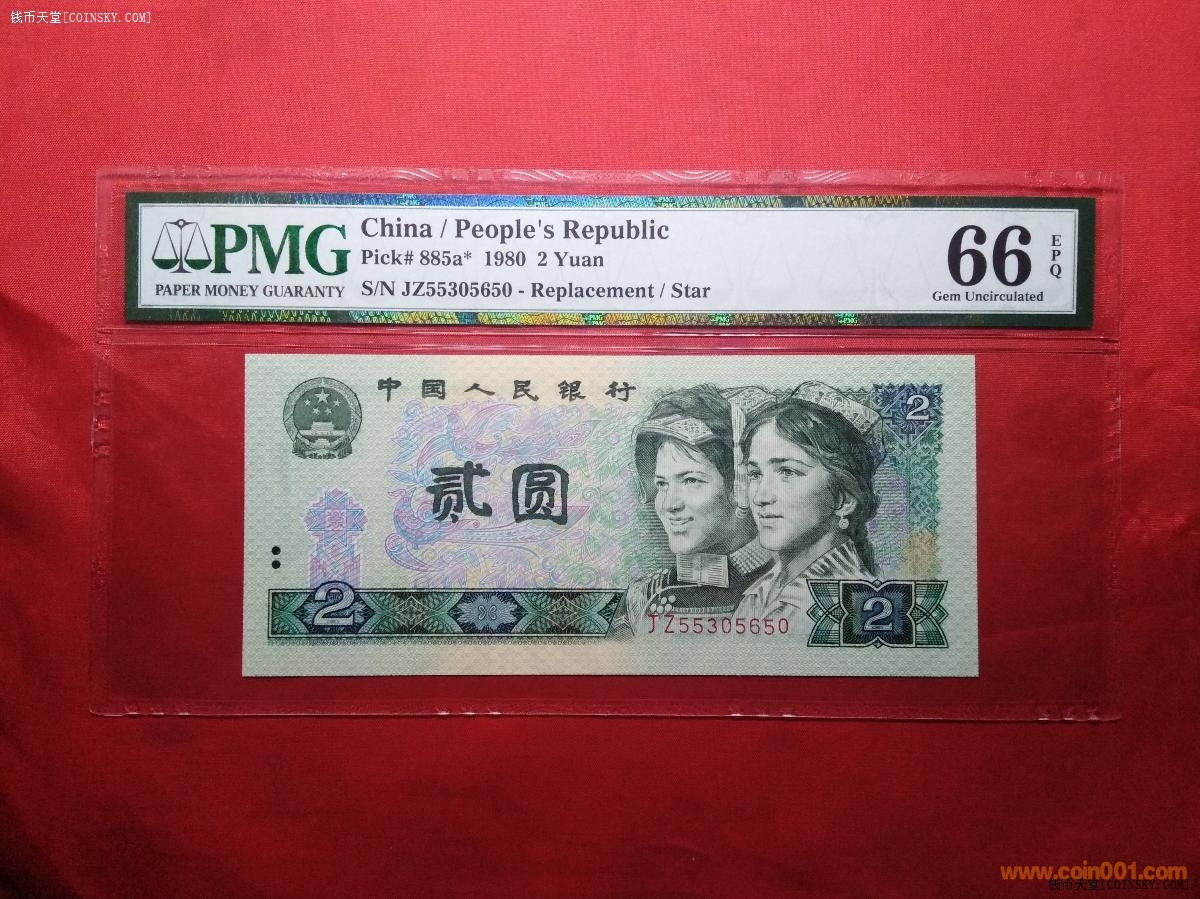 钱币天堂[COINSKY.COM]
PMG
PAPER MONEY GUARANTY
China / People's Republic
Pick# 885a* 1980 2 Yuan
S/N JZ55305650 - Replacement / Star
66
EPQ
Gem Uncirculated
中国人民银行
2
贰圆
2
JZ55305650
2
www.coin001.com
钱币天堂[COINSKY.COM]